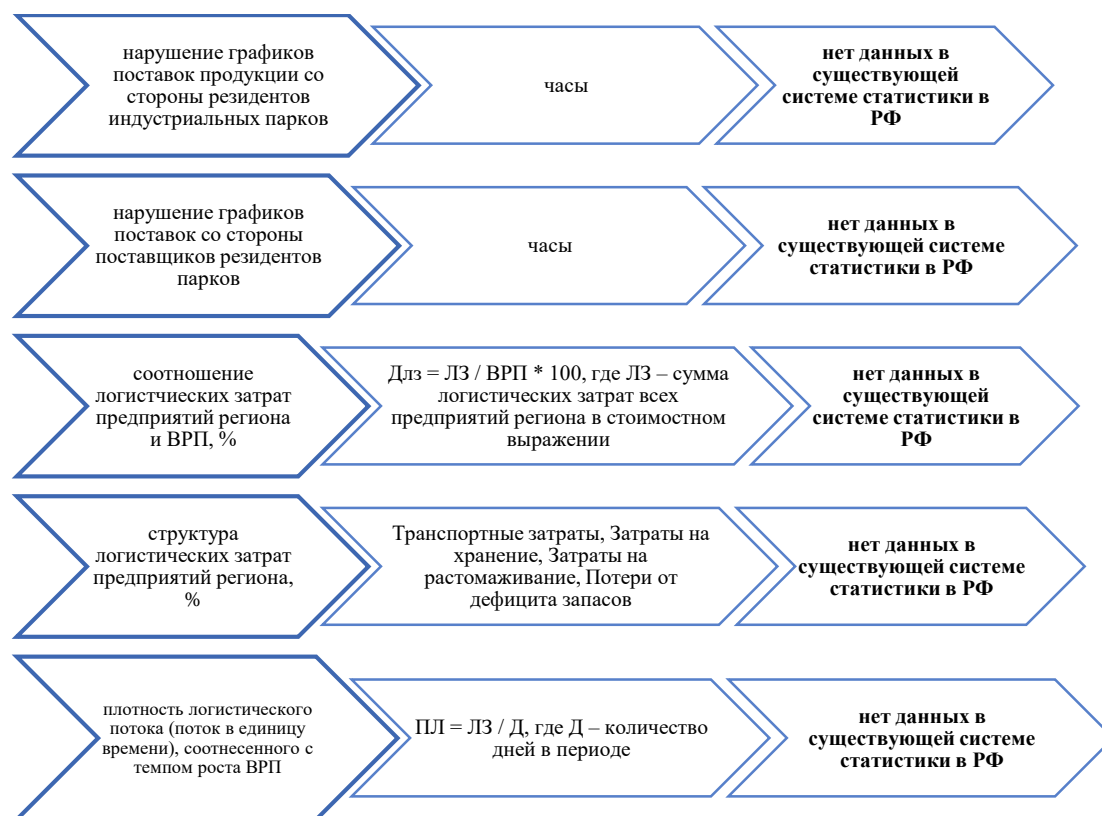 нарушение графиков
поставок продукции со
стороны резидентов
индустриальных парков
часы
нет данных в
существующей
системе статистики в
РФ
нарушение графиков
поставок со стороны
поставщиков резидентов
парков
часы
нет данных в
существующей системе
статистики в РФ
соотношение
логистчиеских затрат
предприятий региона
и ВРП, %
Длз = ЛЗ / ВРП * 100, где ЛЗ – сумма
логистических затрат всех
предприятий региона в стоимостном
выражении
нет данных в
существующей
системе статистики в
РФ
структура
логистических затрат
предприятий региона,
%
Транспортные затраты, Затраты на
хранение, Затраты на
растомаживание, Потери от
дефицита запасов
нет данных в
существующей системе
статистики в РФ
плотность логистического
потока (поток в единицу
времени), соотнесенного с
темпом роста ВРП
ПЛ = ЛЗ / Д, где Д – количество
дней в периоде
нет данных в
существующей системе
статистики в РФ